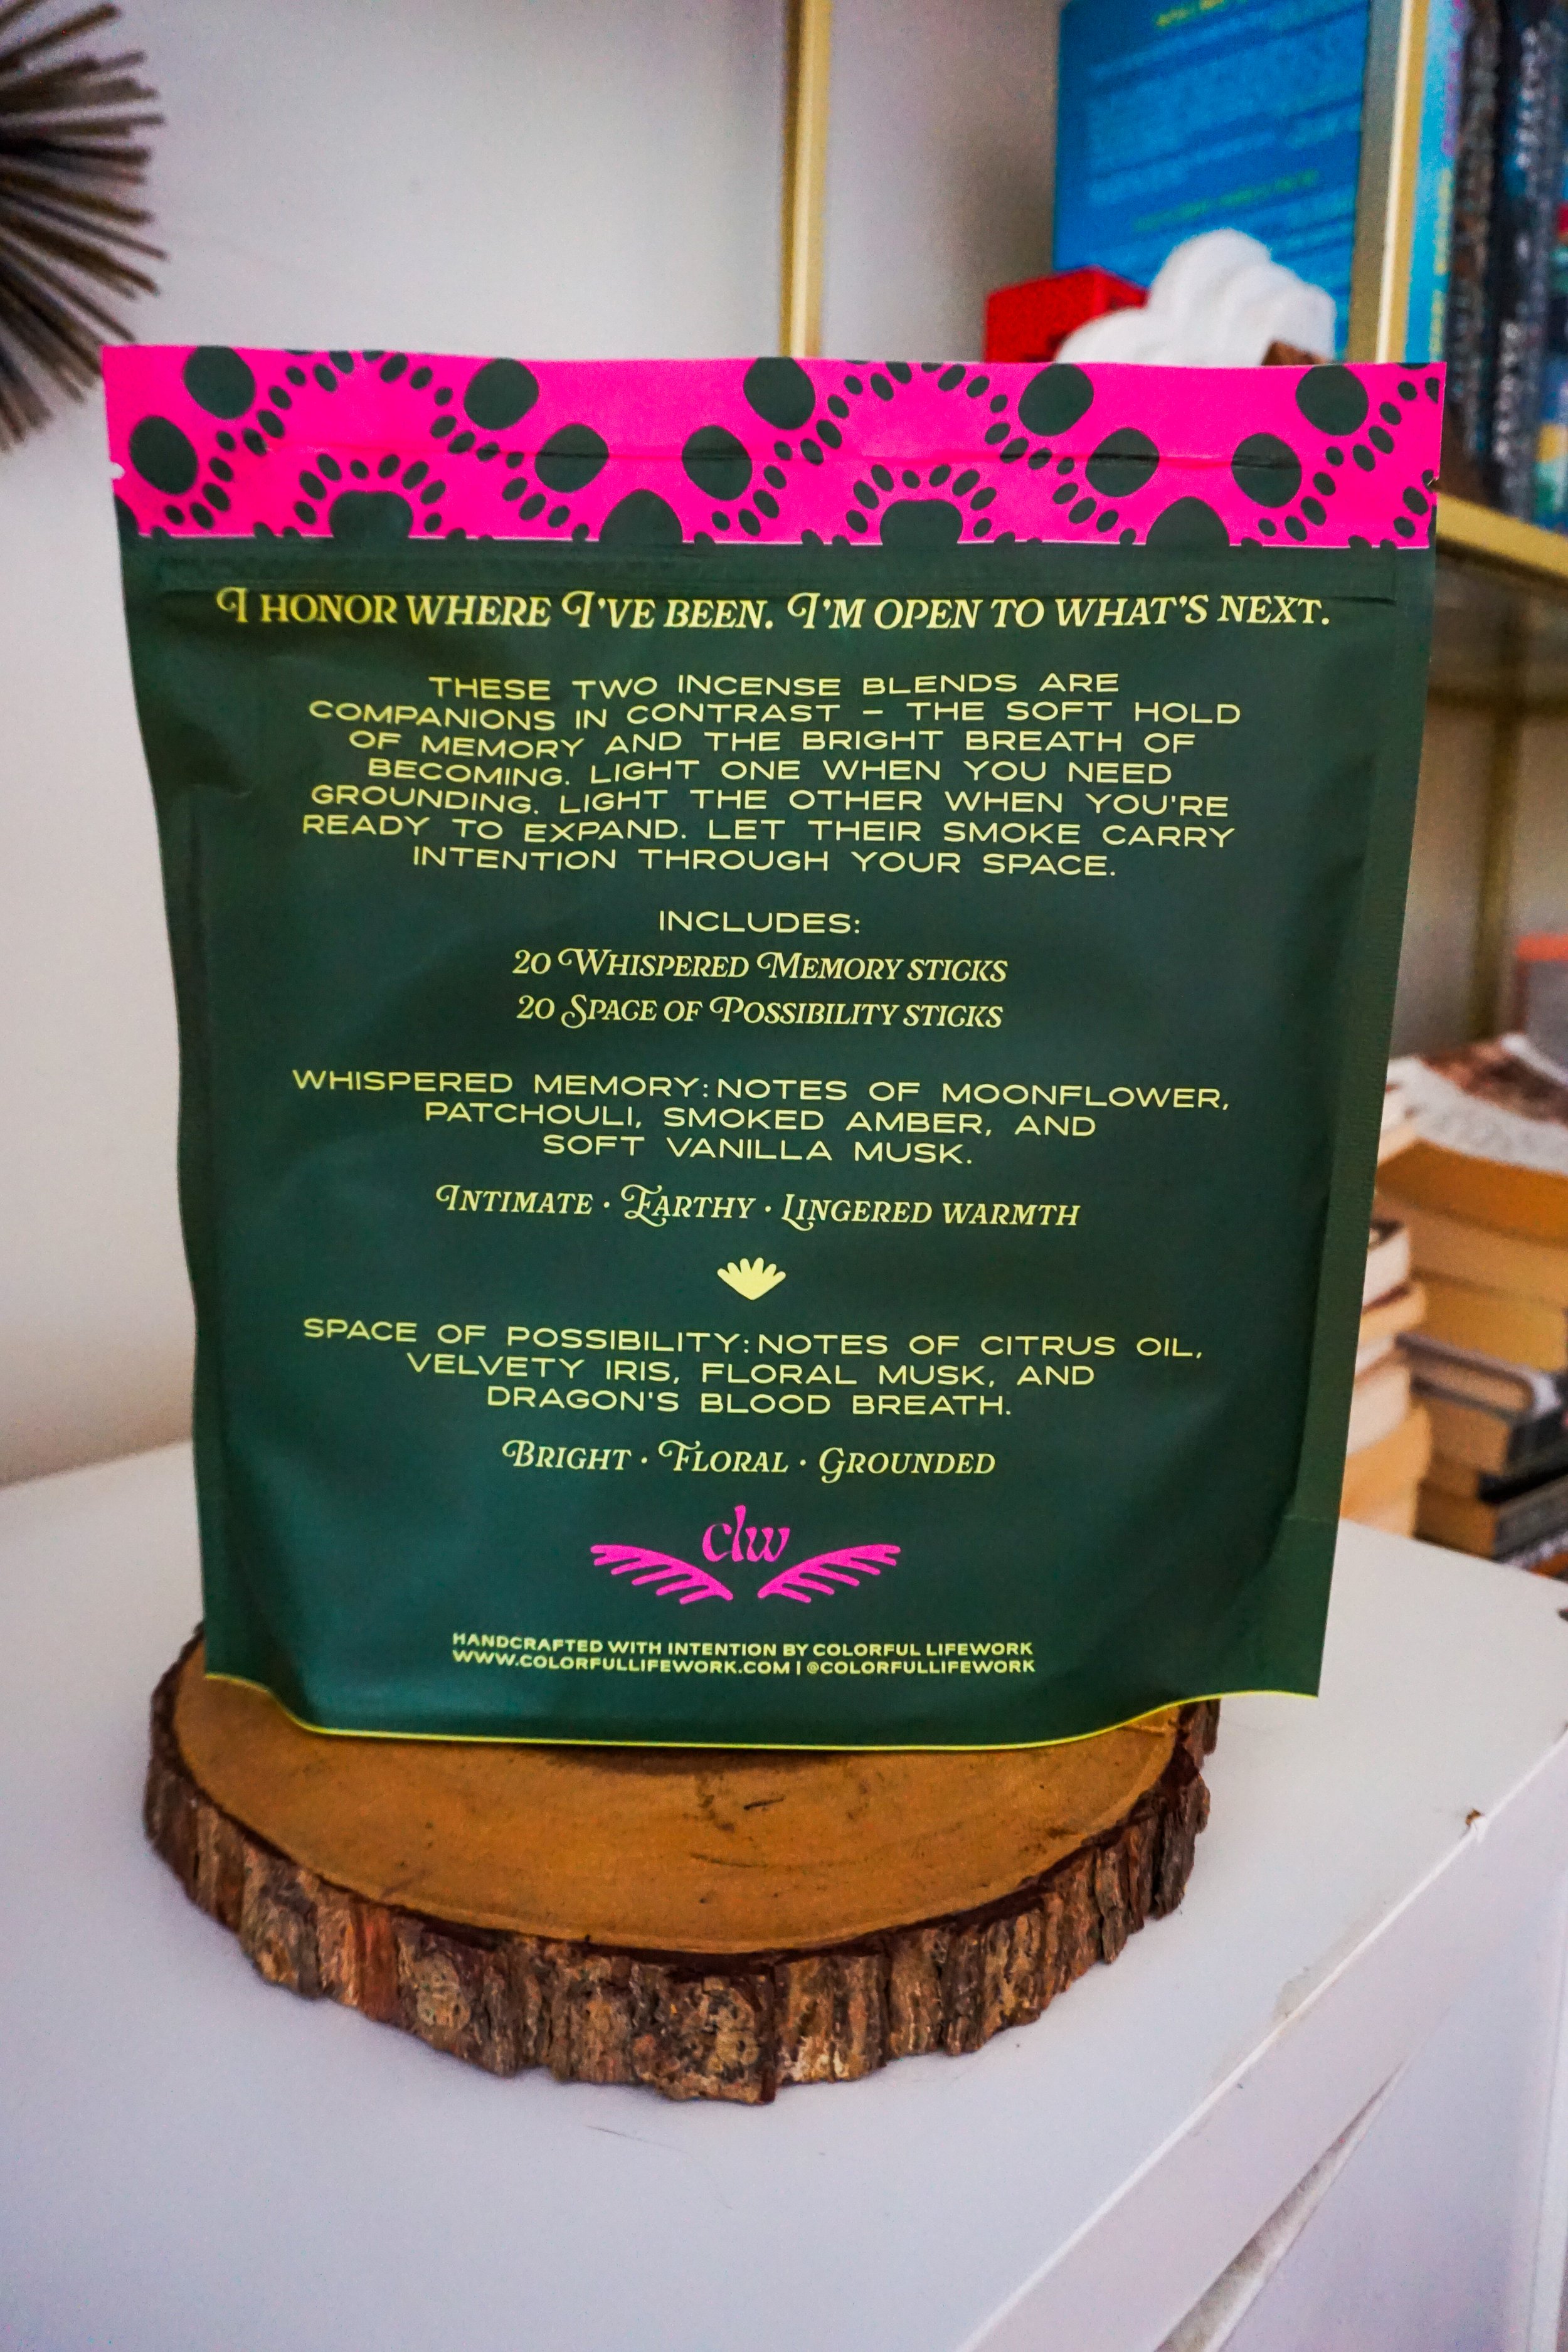 I HONOR WHERE I'VE BEEN. I'M OPEN TO WHAT'S NEXT.
THESE TWO INCENSE BLENDS ARE
COMPANIONS IN CONTRAST – THE SOFT HOLD
OF MEMORY AND THE BRIGHT BREATH OF
BECOMING. LIGHT ONE WHEN YOU NEED
GROUNDING. LIGHT THE OTHER WHEN YOU'RE
READY TO EXPAND. LET THEIR SMOKE CARRY
INTENTION THROUGH YOUR SPACE.
INCLUDES:
20 WHISPERED MEMORY STICKS
20 SPACE OF POSSIBILITY STICKS
WHISPERED MEMORY: NOTES OF MOONFLOWER,
PATCHOULI, SMOKED AMBER, AND
SOFT VANILLA MUSK.
INTIMATE · EARTHY · LINGERED WARMTH
SPACE OF POSSIBILITY: NOTES OF CITRUS OIL,
VELVETY IRIS, FLORAL MUSK, AND
DRAGON'S BLOOD BREATH.
BRIGHT · FLORAL · GROUNDED
clw
HANDCRAFTED WITH INTENTION BY COLORFUL LIFEWORK
WWW.COLORFULLIFEWORK.COM | @COLORFULLIFEWORK